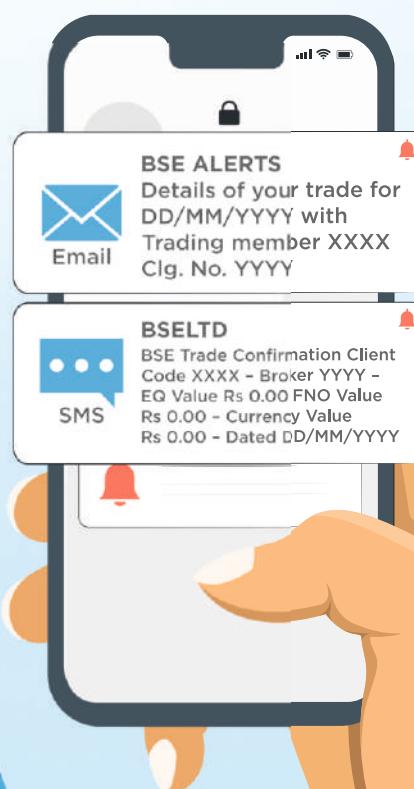 BSE ALERTS
Details of your trade for
DD/MM/YYYY with
Trading member XXXX
Clg. No. YYYY
Email
BSELTD
BSE Trade Confirmation Client
Code XXXX – Broker YYYY –
EQ Value Rs 0.00 FNO Value
Rs 0.00 – Currency Value
Rs 0.00 – Dated DD/MM/YYYY
SMS